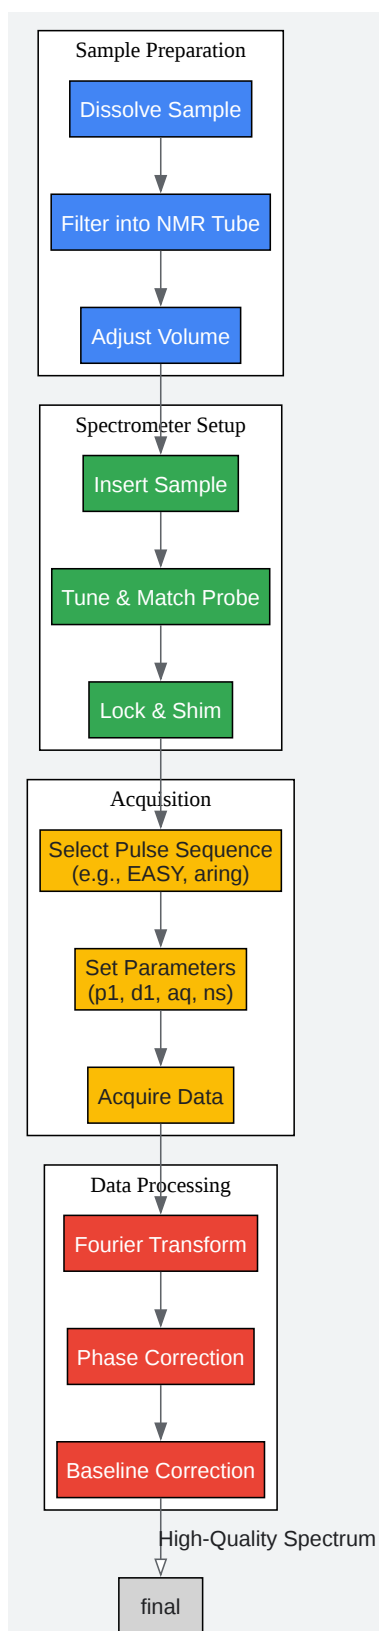 Sample Preparation
Dissolve Sample
Filter into NMR Tube
Adjust Volume
Spectrometer Setup
Insert Sample
Tune & Match Probe
Lock & Shim
Acquisition
Select Pulse Sequence
(e.g., EASY, aring)
Set Parameters
(p1, d1, aq, ns)
Acquire Data
Data Processing
Fourier Transform
Phase Correction
Baseline Correction
High-Quality Spectrum
final